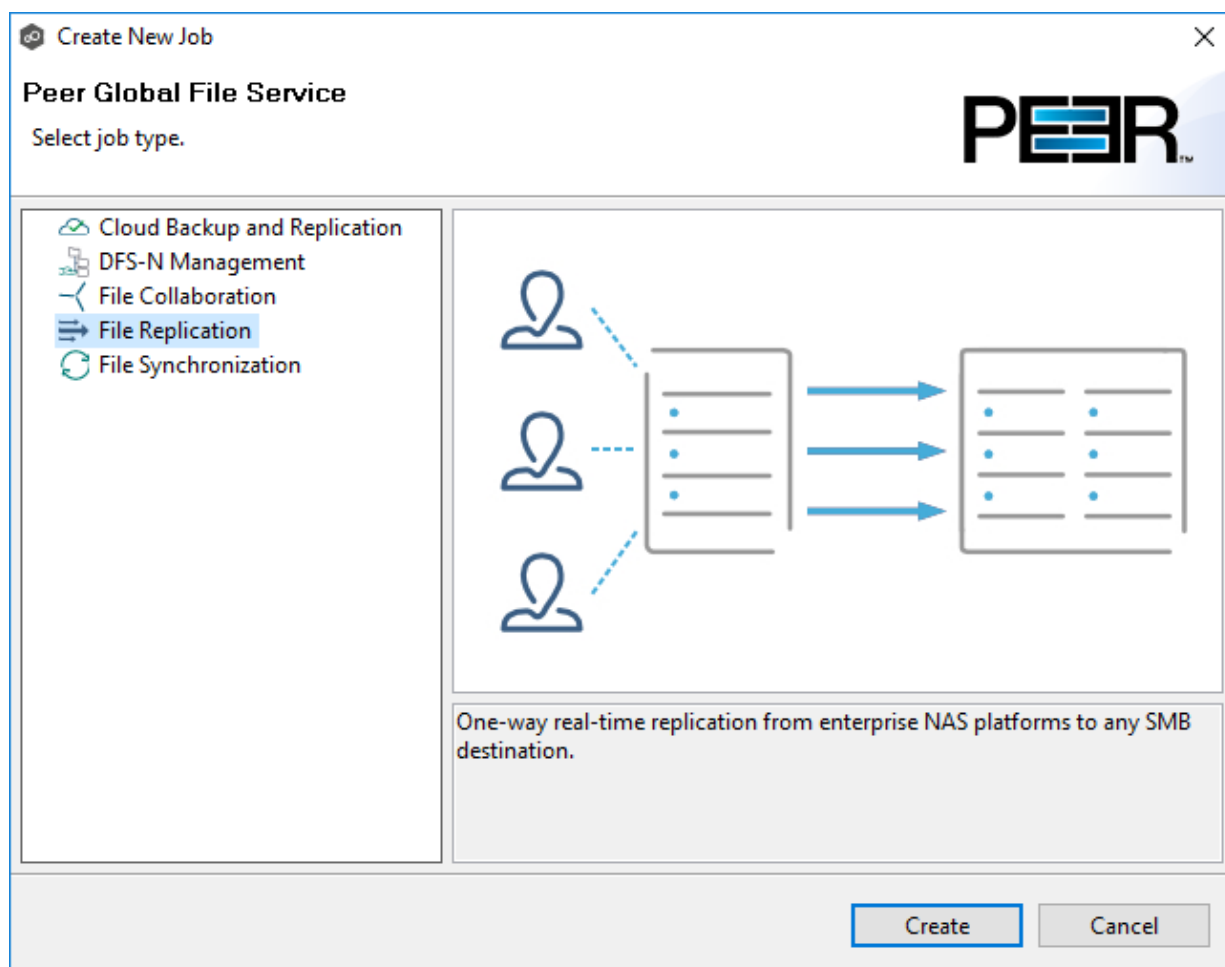 Create New Job
Peer Global File Service
Select job type.
PEER™
Cloud Backup and Replication
DFS-N Management
File Collaboration
File Replication
File Synchronization
One-way real-time replication from enterprise NAS platforms to any SMB
destination.
Create
Cancel